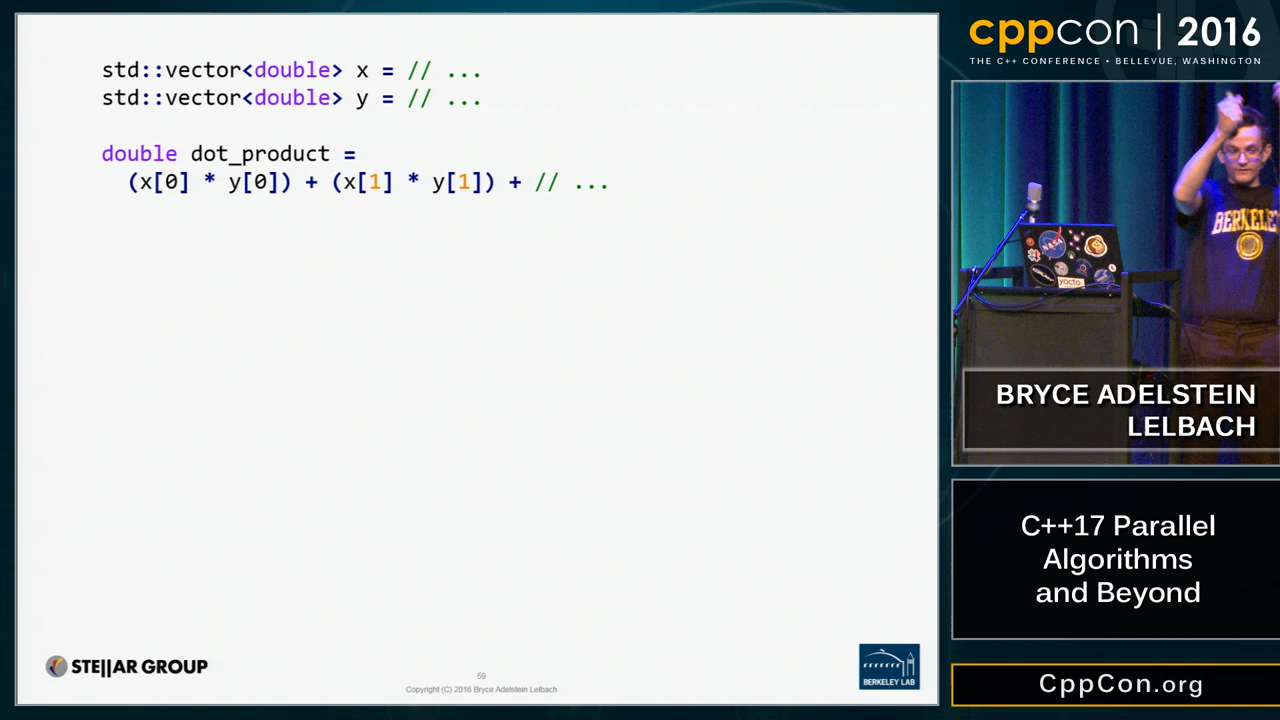 std::vector<double> x = // ...
std::vector<double> y = // ...
double dot_product =
(x[0] * y[0]) + (x[1] * y[1]) + // ...
STE||AR GROUP
59
Copyright (C) 2016 Bryce Adelstein Lelbach
BERKELEY LAB
cppcon | 2016
THE C++ CONFERENCE • BELLEVUE, WASHINGTON
NASA
yocto
BERKELEY
BRYCE ADELSTEIN
LELBACH
C++17 Parallel
Algorithms
and Beyond
CppCon.org